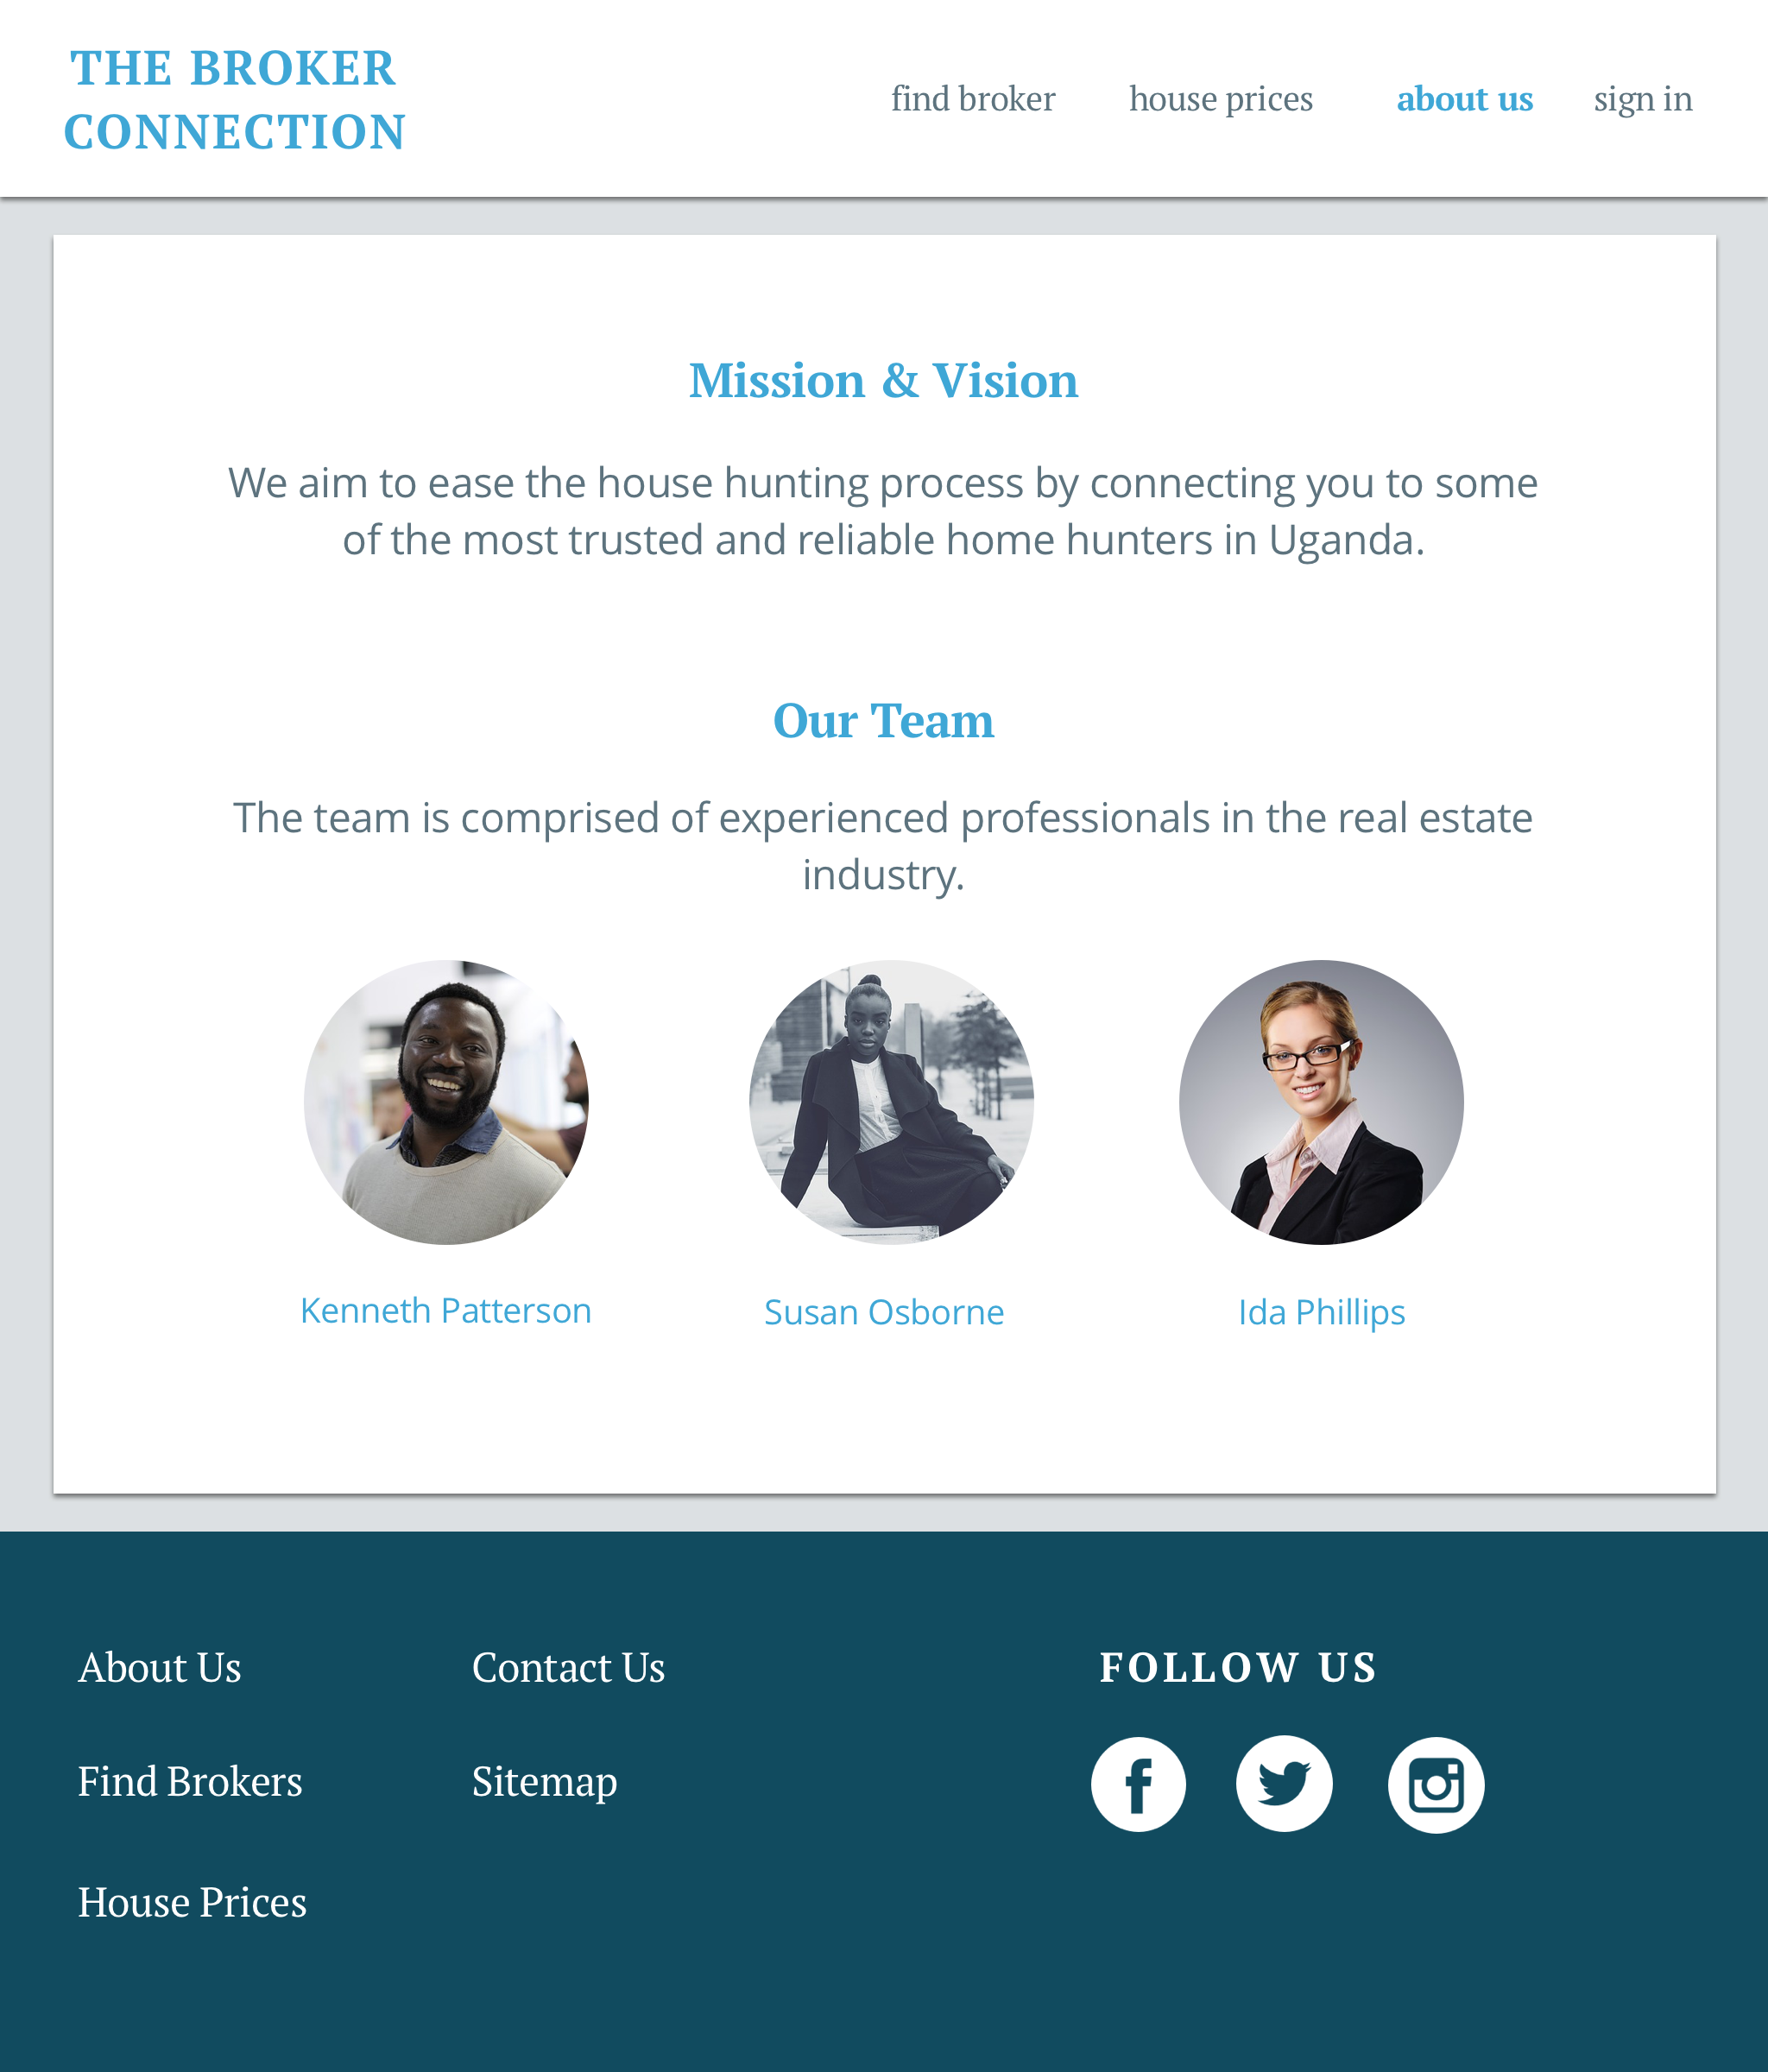 THE BROKER
CONNECTION
find broker house prices about us sign in
Mission & Vision
We aim to ease the house hunting process by connecting you to some
of the most trusted and reliable home hunters in Uganda.
Our Team
The team is comprised of experienced professionals in the real estate
industry.
Kenneth Patterson Susan Osborne Ida Phillips
About Us Contact Us FOLLOW US
Find Brokers Sitemap
House Prices